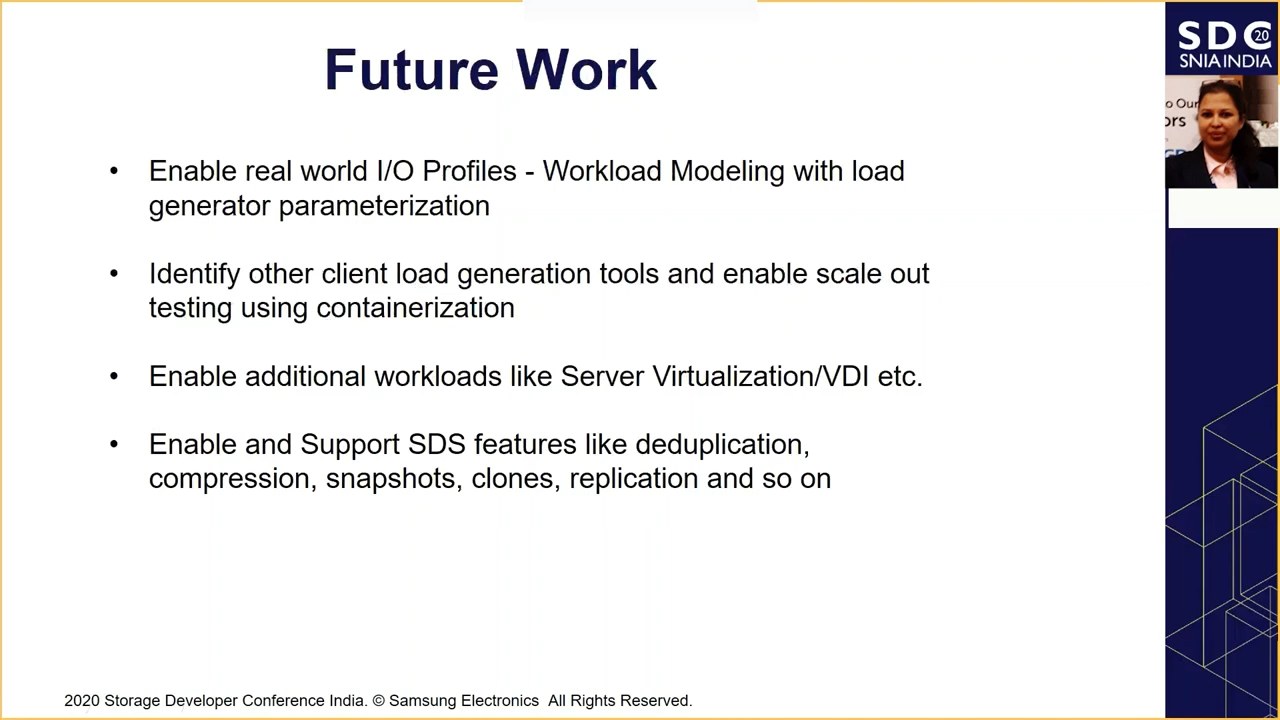 Future Work
• Enable real world I/O Profiles - Workload Modeling with load
generator parameterization
• Identify other client load generation tools and enable scale out
testing using containerization
• Enable additional workloads like Server Virtualization/VDI etc.
• Enable and Support SDS features like deduplication,
compression, snapshots, clones, replication and so on
2020 Storage Developer Conference India. © Samsung Electronics All Rights Reserved.
SDC 20
SNIA INDIA
o Our
ors